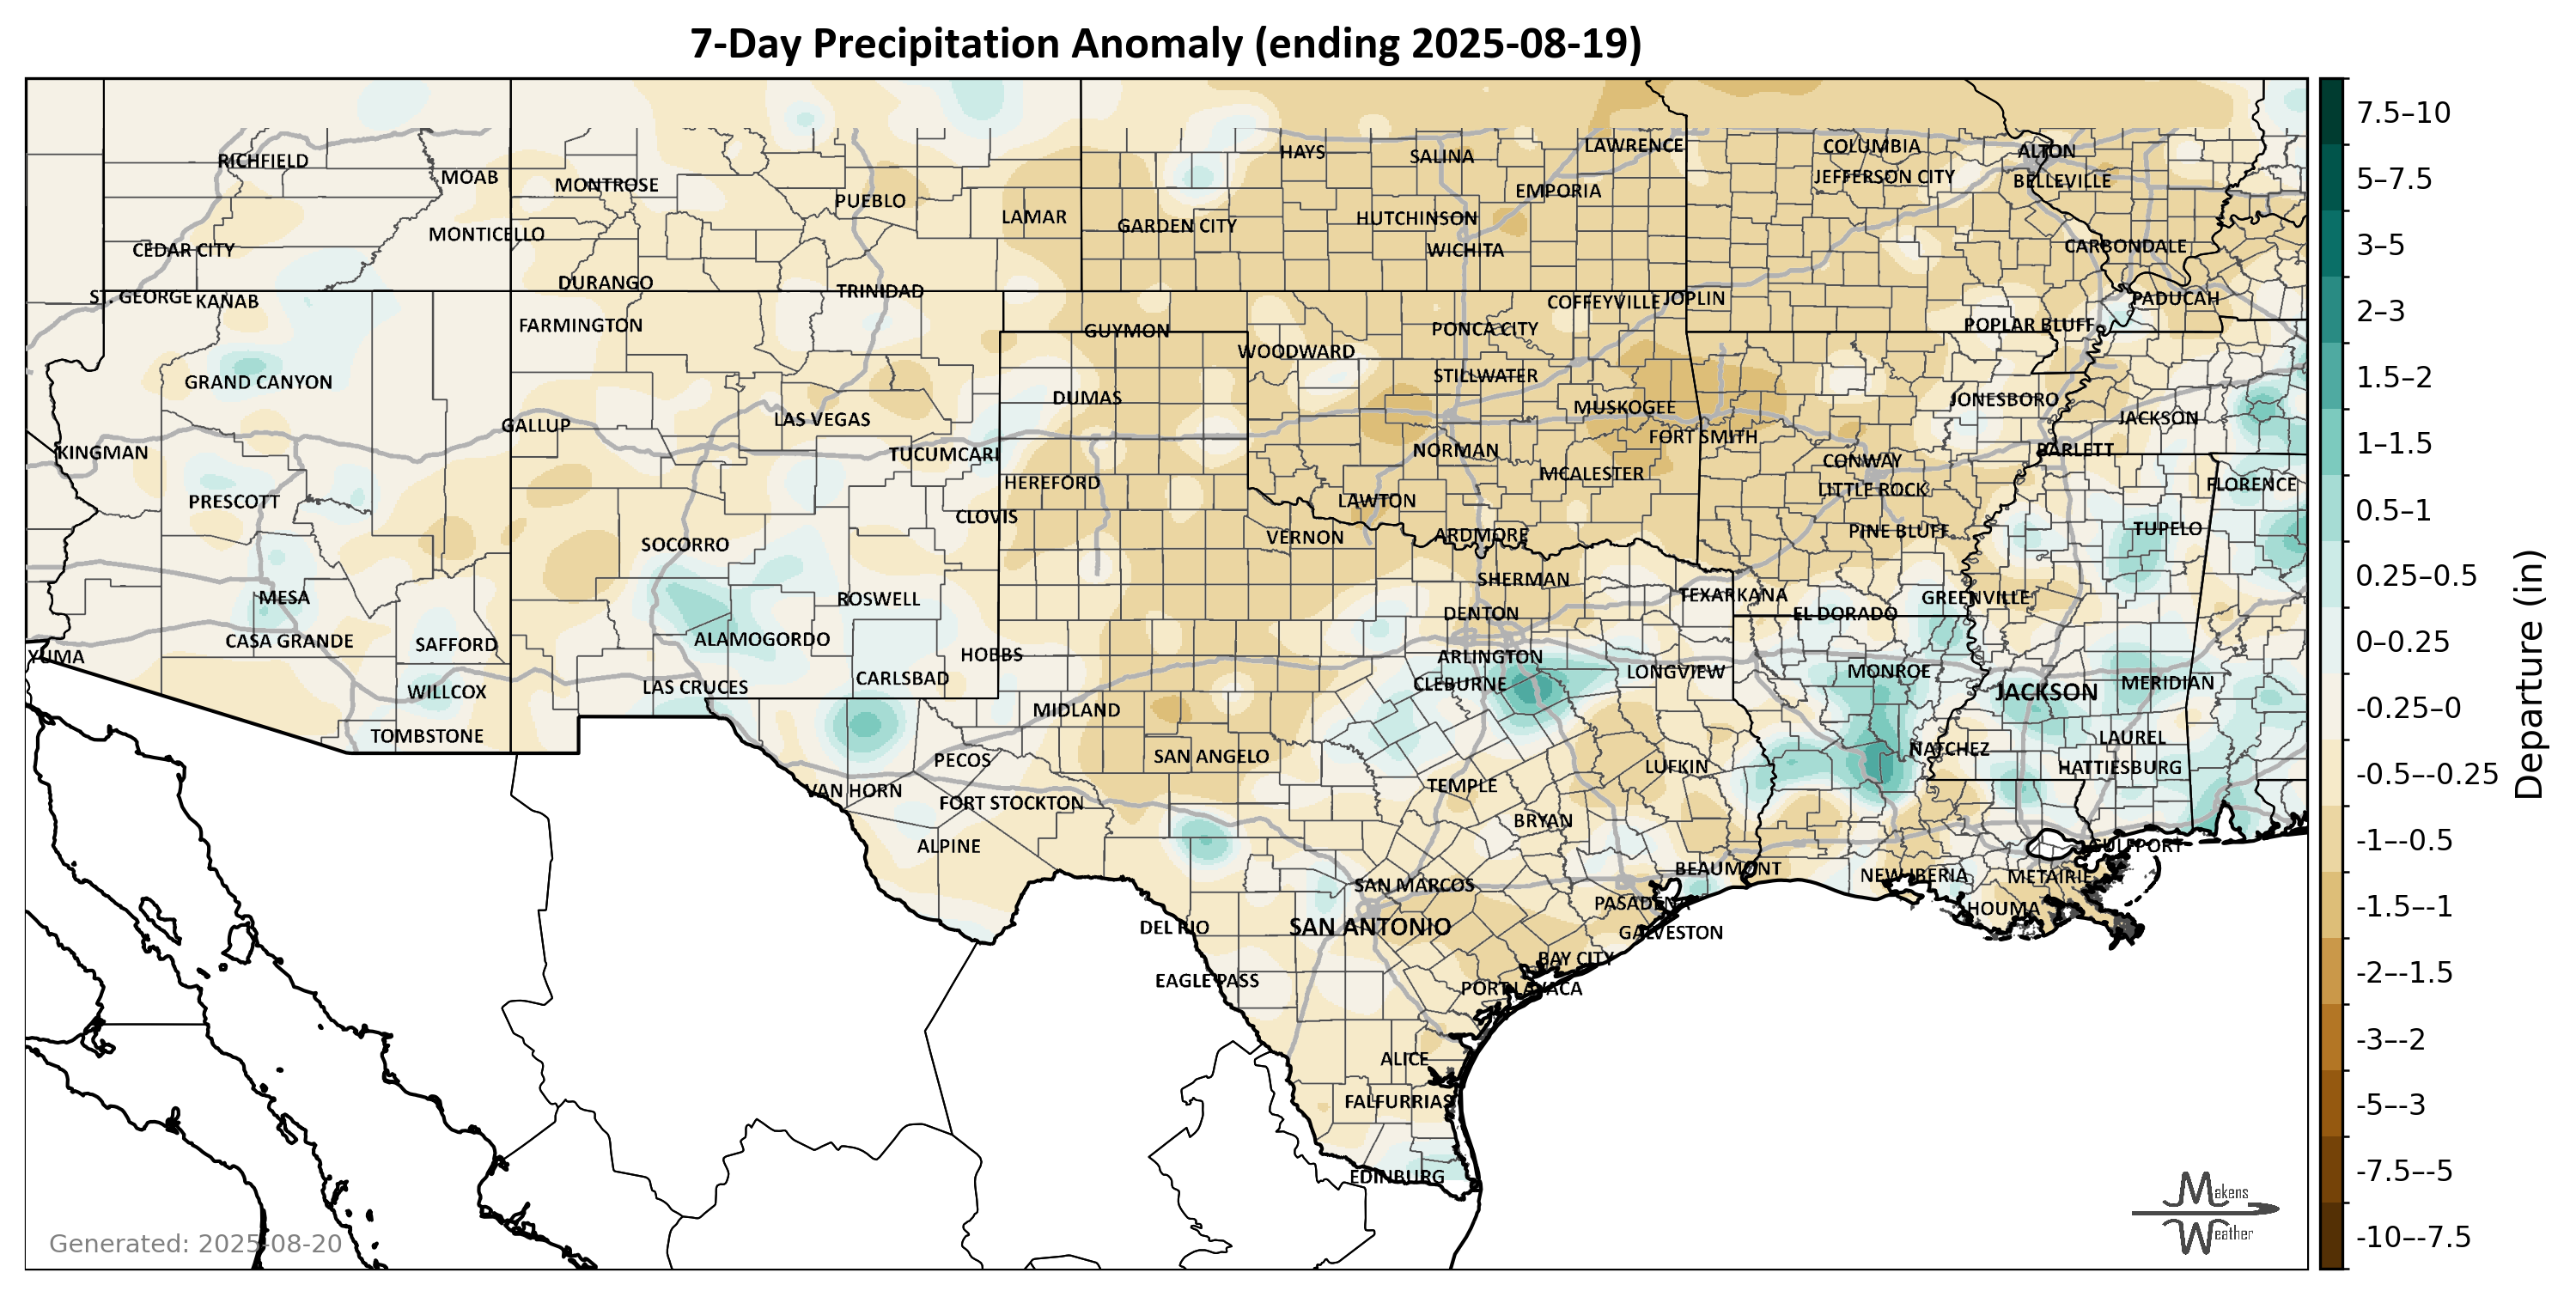 7-Day Precipitation Anomaly (ending 2025-08-19)
RICHFIELD
MOAB
MONTROSE
PUEBLO
LAMAR
HAYS
SALINA
LAWRENCE
COLUMBIA
ALTON
EMPORIA
JEFFERSON CITY
BELLEVILLE
MONTICELLO
CEDAR CITY
GARDEN CITY
HUTCHINSON
WICHITA
CARBONDALE
DURANGO
TRINIDAD
ST. GEORGE
KANAB
COFFEYVILLE
JOPLIN
PADUCAH
FARMINGTON
GUYMON
PONCA CITY
POPLAR BLUFF
WOODWARD
GRAND CANYON
DUMAS
STILLWATER
MUSKOGEE
JONESBORO
JACKSON
GALLUP
LAS VEGAS
KINGMAN
TUCUMCARI
NORMAN
FORT SMITH
BARLETT
HEREFORD
MCALESTER
CONWAY
LITTLE ROCK
FLORENCE
PRESCOTT
CLOVIS
LAWTON
VERNON
ARDMORE
PINE BLUFF
TUPELO
SOCORRO
SHERMAN
MESA
ROSWELL
DENTON
TEXARKANA
EL DORADO
GREENVILLE
CASA GRANDE
SAFFORD
ALAMOGORDO
YUMA
HOBBS
ARLINGTON
CARLSBAD
CLEBURNE
LONGVIEW
MONROE
JACKSON
MERIDIAN
WILLCOX
LAS CRUCES
MIDLAND
TOMBSTONE
PECOS
SAN ANGELO
LUFKIN
NATCHEZ
LAUREL
HATTIESBURG
VAN HORN
FORT STOCKTON
TEMPLE
BRYAN
ALPINE
GULFPORT
SAN MARCOS
BEAUMONT
NEW IBERIA
METAIRIE
PASADENA
HOUMA
DEL RIO
SAN ANTONIO
GALVESTON
BAY CITY
EAGLE PASS
PORT LAVACA
ALICE
FALFURRIAS
EDINBURG
7.5–10
5–7.5
3–5
2–3
1.5–2
1–1.5
0.5–1
0.25–0.5
0–0.25
-0.25–0
-0.5–-0.25
-1–-0.5
-1.5–-1
-2–-1.5
-3–-2
-5–-3
-7.5–-5
-10–-7.5
Departure (in)
Generated: 2025-08-20
Makens
Weather